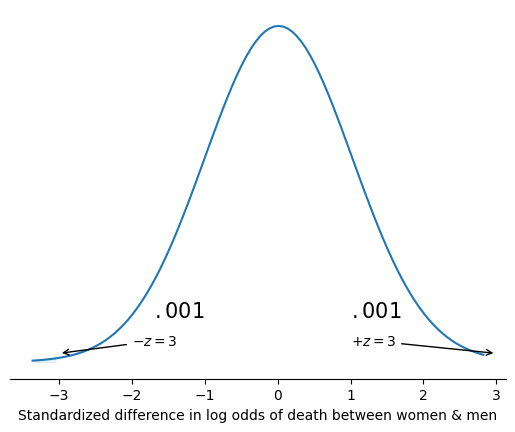 .001 .001
−z = 3 +z = 3
−3 −2 −1 0 1 2 3
Standardized difference in log odds of death between women & men